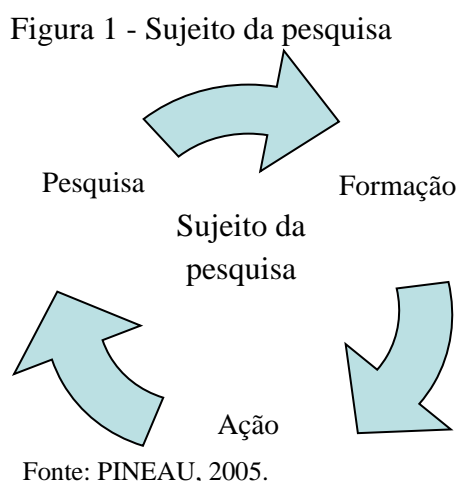 Figura 1 - Sujeito da pesquisa
Pesquisa
Formação
Sujeito da
pesquisa
Ação
Fonte: PINEAU, 2005.